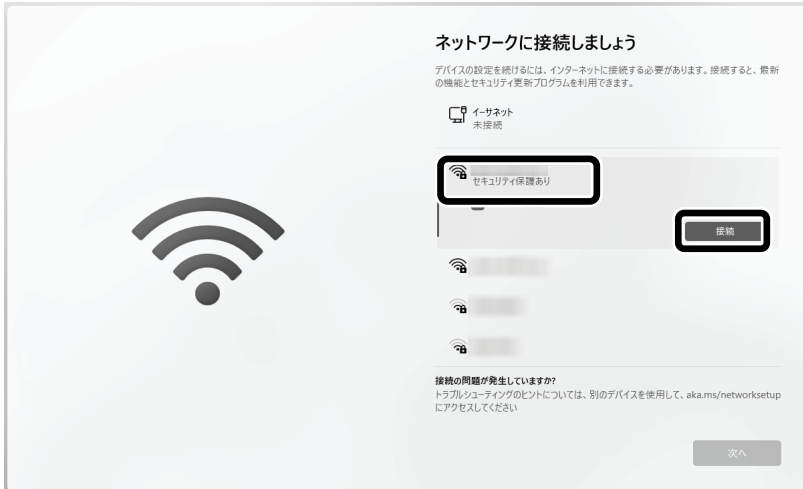 ネットワークに接続しましょう
デバイスの設定を続けるには、インターネットに接続する必要があります。接続すると、最新
の機能とセキュリティ更新プログラムを利用できます。
イーサネット
未接続
セキュリティ保護あり
接続
接続の問題が発生していますか?
トラブルシューティングのヒントについては、別のデバイスを使用して、aka.ms/networksetup
にアクセスしてください
次へ